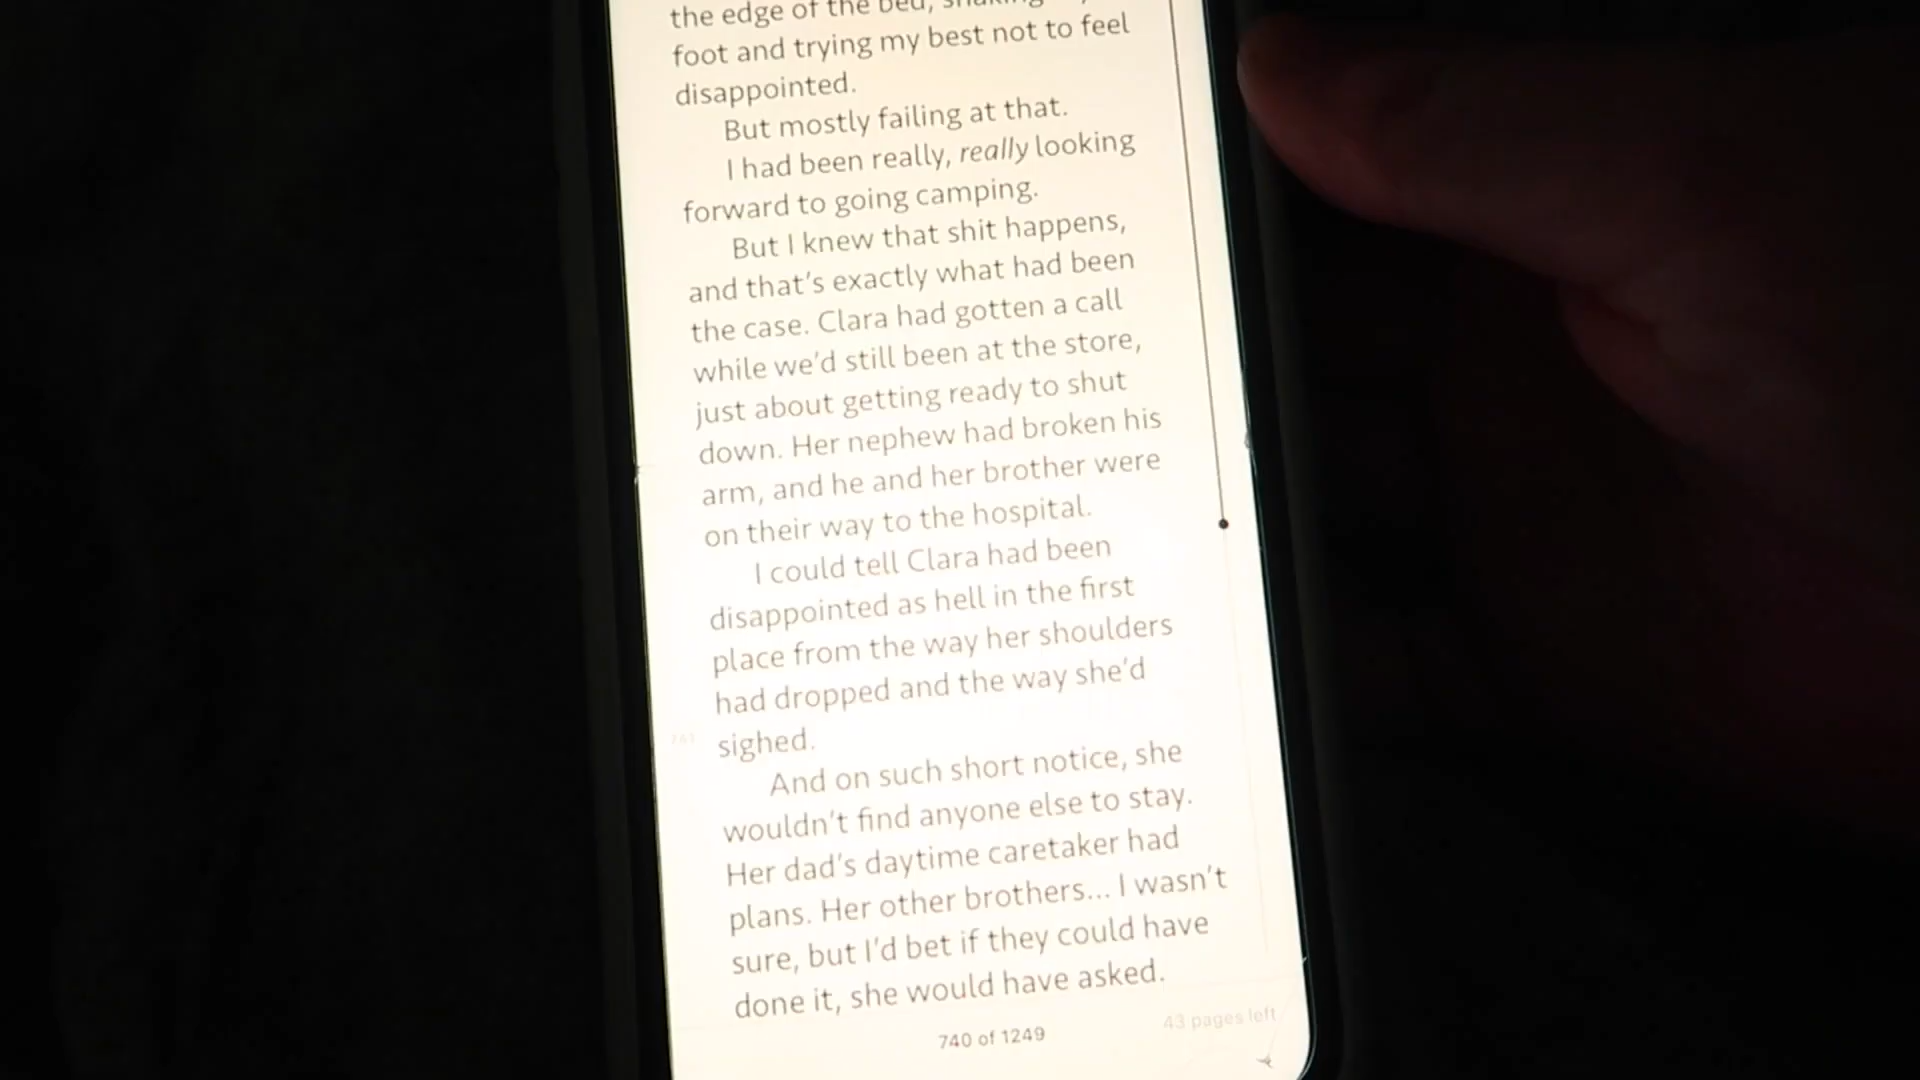 the edge of the bed,
foot and trying my best not to feel
disappointed.
But mostly failing at that.
I had been really, really looking
forward to going camping.
But I knew that shit happens,
and that's exactly what had been
the case. Clara had gotten a call
while we'd still been at the store,
just about getting ready to shut
down. Her nephew had broken his
arm, and he and her brother were
on their way to the hospital.
I could tell Clara had been
disappointed as hell in the first
place from the way her shoulders
had dropped and the way she'd
sighed.
And on such short notice, she
wouldn't find anyone else to stay.
Her dad's daytime caretaker had
plans. Her other brothers... I wasn't
sure, but I'd bet if they could have
done it, she would have asked.
740 of 1249
43 pages left